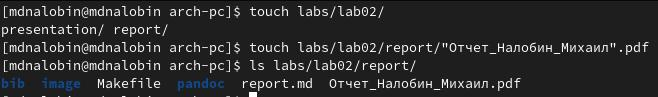 [mdnalobin@mdnalobin arch-pc]$ touch labs/lab02/
presentation/ report/
[mdnalobin@mdnalobin arch-pc]$ touch labs/lab02/report/"Отчет_Налобин_Михаил".pdf
[mdnalobin@mdnalobin arch-pc]$ ls labs/lab02/report/
bib image Makefile pandoc report.md Отчет_Налобин_Михаил.pdf